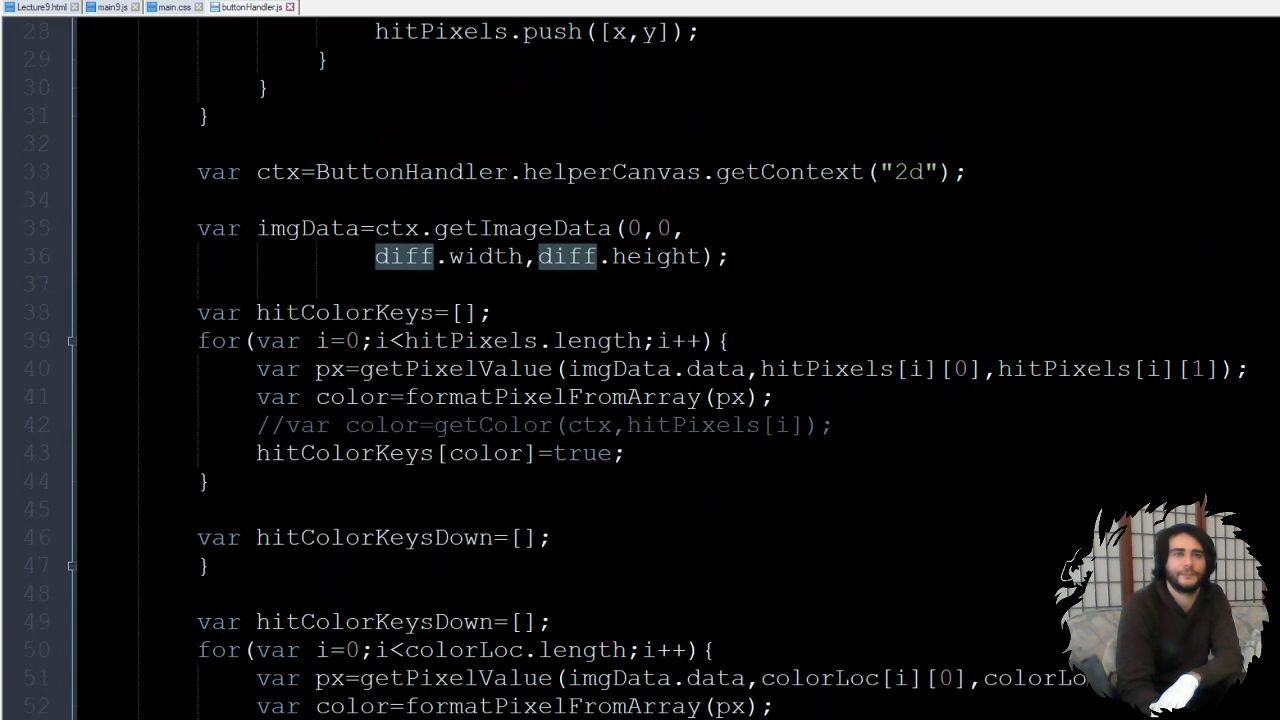 Lecture9.html main9.js main.css buttonHandler.js
28 hitPixels.push([x,y]);
29 }
30 }
31 }
32
33 var ctx=ButtonHandler.helperCanvas.getContext("2d");
34
35 var imgData=ctx.getImageData(0,0,
36 diff.width,diff.height);
37
38 var hitColorKeys=[];
39 for(var i=0;i<hitPixels.length;i++){
40 var px=getPixelValue(imgData.data,hitPixels[i][0],hitPixels[i][1]);
41 var color=formatPixelFromArray(px);
42 //var color=getColor(ctx,hitPixels[i]);
43 hitColorKeys[color]=true;
44 }
45
46 var hitColorKeysDown=[];
47 }
48
49 var hitColorKeysDown=[];
50 for(var i=0;i<colorLoc.length;i++){
51 var px=getPixelValue(imgData.data,colorLoc[i][0],colorLo
52 var color=formatPixelFromArray(px);